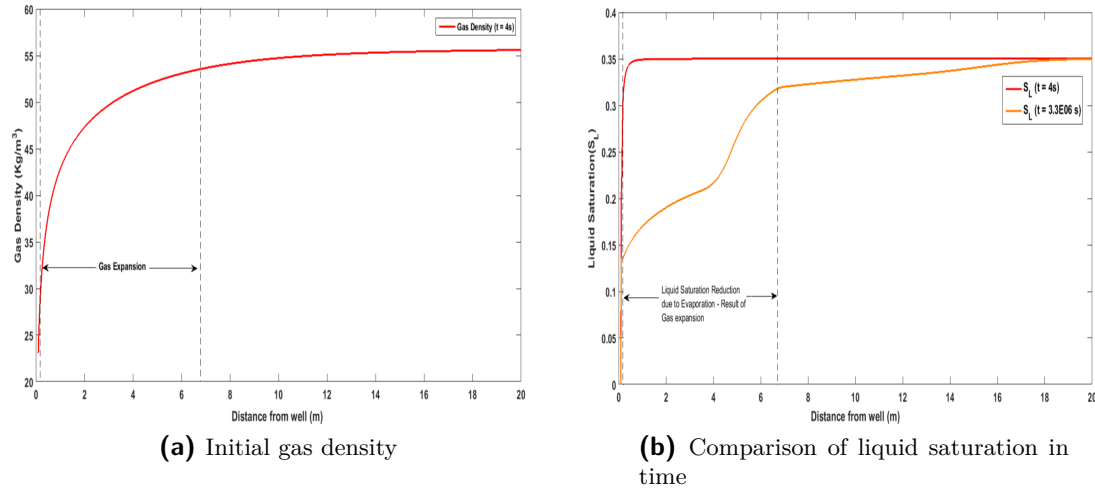 Gas Density (t = 4s)
Gas Density (Kg/m³)
60
55
50
45
40
35
30
25
20
Gas Expansion
0 2 4 6 8 10 12 14 16 18 20
Distance from well (m)
(a) Initial gas density
Liquid Saturation(S_L)
0.4
0.35
0.3
0.25
0.2
0.15
0.1
0.05
0
S_L (t = 4s)
S_L (t = 3.3E06 s)
Liquid Saturation Reduction
due to Evaporation - Result of
Gas expansion
0 2 4 6 8 10 12 14 16 18 20
Distance from well (m)
(b) Comparison of liquid saturation in
time